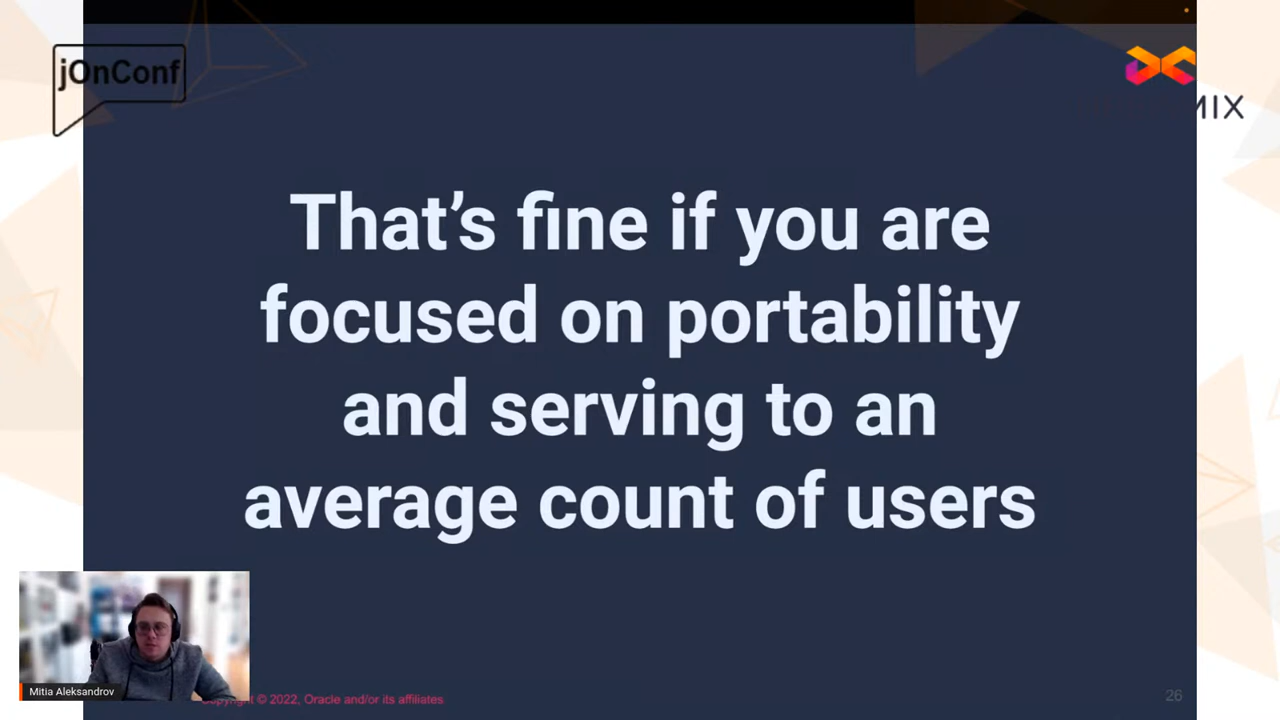 jOnConf
MIX
That's fine if you are
focused on portability
and serving to an
average count of users
Mitia Aleksandrov
Copyright © 2022, Oracle and/or its affiliates
26